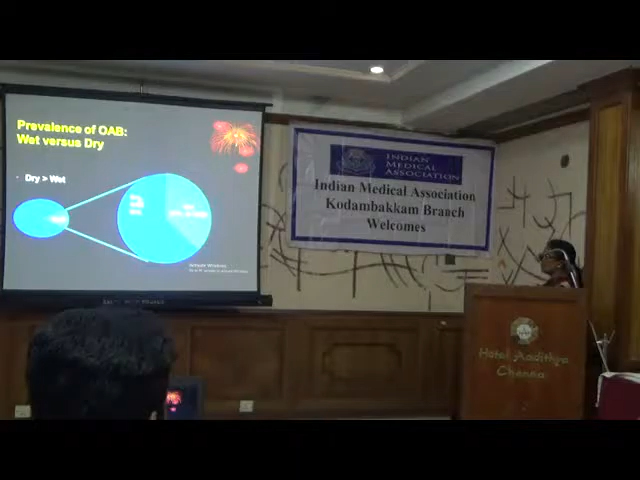 Prevalence of OAB:
Wet versus Dry
Dry > Wet
INDIAN
MEDICAL
ASSOCIATION
Indian Medical Association
Kodambakkam Branch
Welcomes
Hotel Aadithya
Chennai